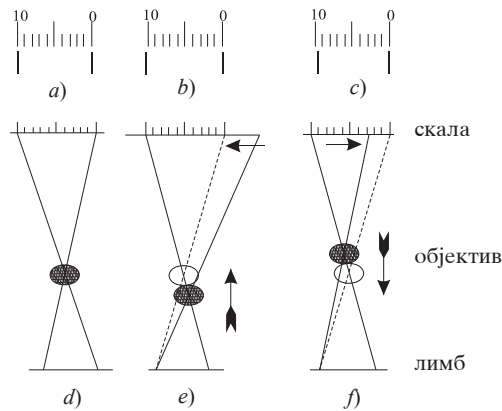 10 0 10 0 10 0
a) b) c)
скала
објектив
лимб
d) e) f)